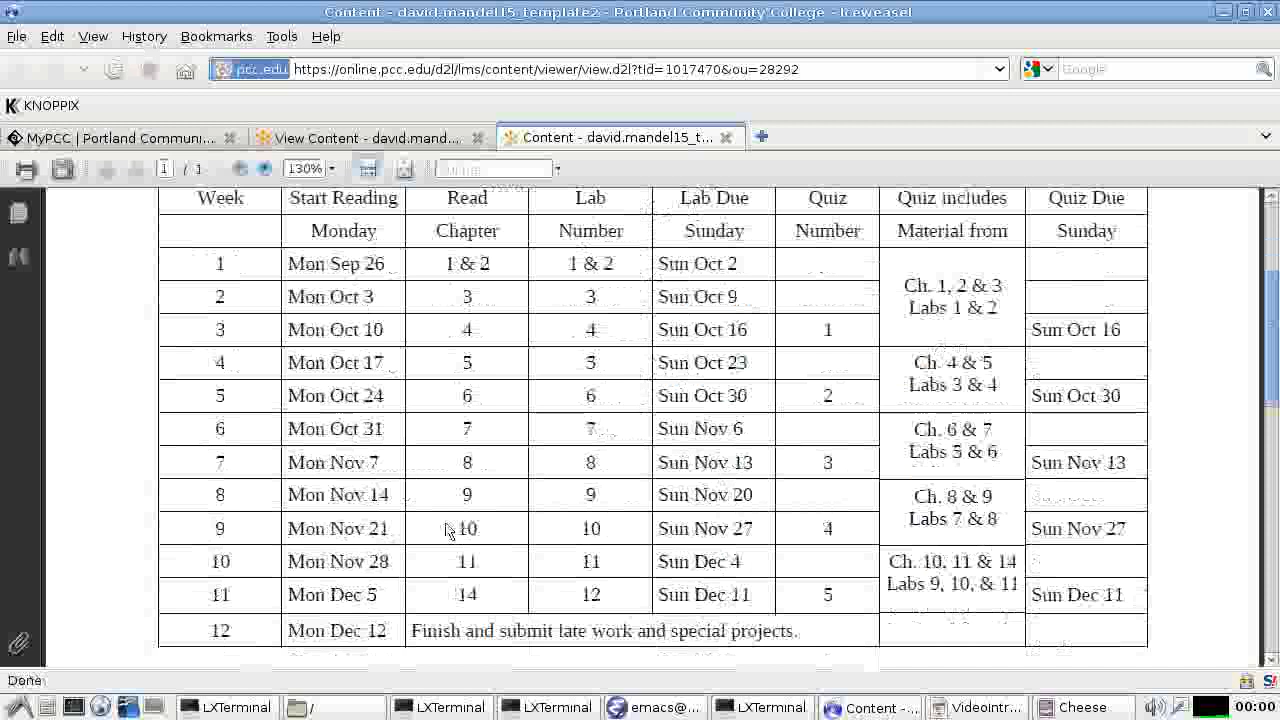 Content - david.mandel15_template2 - Portland Community College - Iceweasel
File Edit View History Bookmarks Tools Help
pcc.edu https://online.pcc.edu/d2l/lms/content/viewer/view.d2l?tId=1017470&ou=28292 Google
KNOPPIX
MyPCC | Portland Communi... View Content - david.mand... Content - david.mandel15_t...
1 / 1 130%
Week Start Reading Read Lab Lab Due Quiz Quiz includes Quiz Due
Monday Chapter Number Sunday Number Material from Sunday
1 Mon Sep 26 1 & 2 1 & 2 Sun Oct 2
Ch. 1, 2 & 3
2 Mon Oct 3 3 3 Sun Oct 9
Labs 1 & 2
3 Mon Oct 10 4 4 Sun Oct 16 1 Sun Oct 16
4 Mon Oct 17 5 5 Sun Oct 23 Ch. 4 & 5
Labs 3 & 4
5 Mon Oct 24 6 6 Sun Oct 30 2 Sun Oct 30
6 Mon Oct 31 7 7 Sun Nov 6 Ch. 6 & 7
Labs 5 & 6
7 Mon Nov 7 8 8 Sun Nov 13 3 Sun Nov 13
8 Mon Nov 14 9 9 Sun Nov 20 Ch. 8 & 9
Labs 7 & 8
9 Mon Nov 21 10 10 Sun Nov 27 4 Sun Nov 27
10 Mon Nov 28 11 11 Sun Dec 4 Ch. 10, 11 & 14
Labs 9, 10, & 11
11 Mon Dec 5 14 12 Sun Dec 11 5 Sun Dec 11
12 Mon Dec 12 Finish and submit late work and special projects.
Done
LXTerminal / LXTerminal LXTerminal emacs@... LXTerminal Content -... VideoIntr... Cheese 00:00